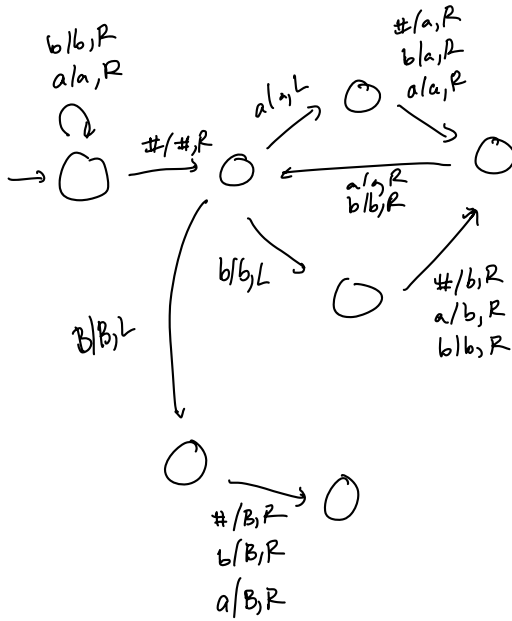 b/b, R
a/a, R
#/#, R
a/a, L
#/a, R
b/a, R
a/a, R
a/a, R
b/b, R
b/b, L
#/b, R
a/b, R
b/b, R
B/B, L
#/B, R
b/B, R
a/B, R